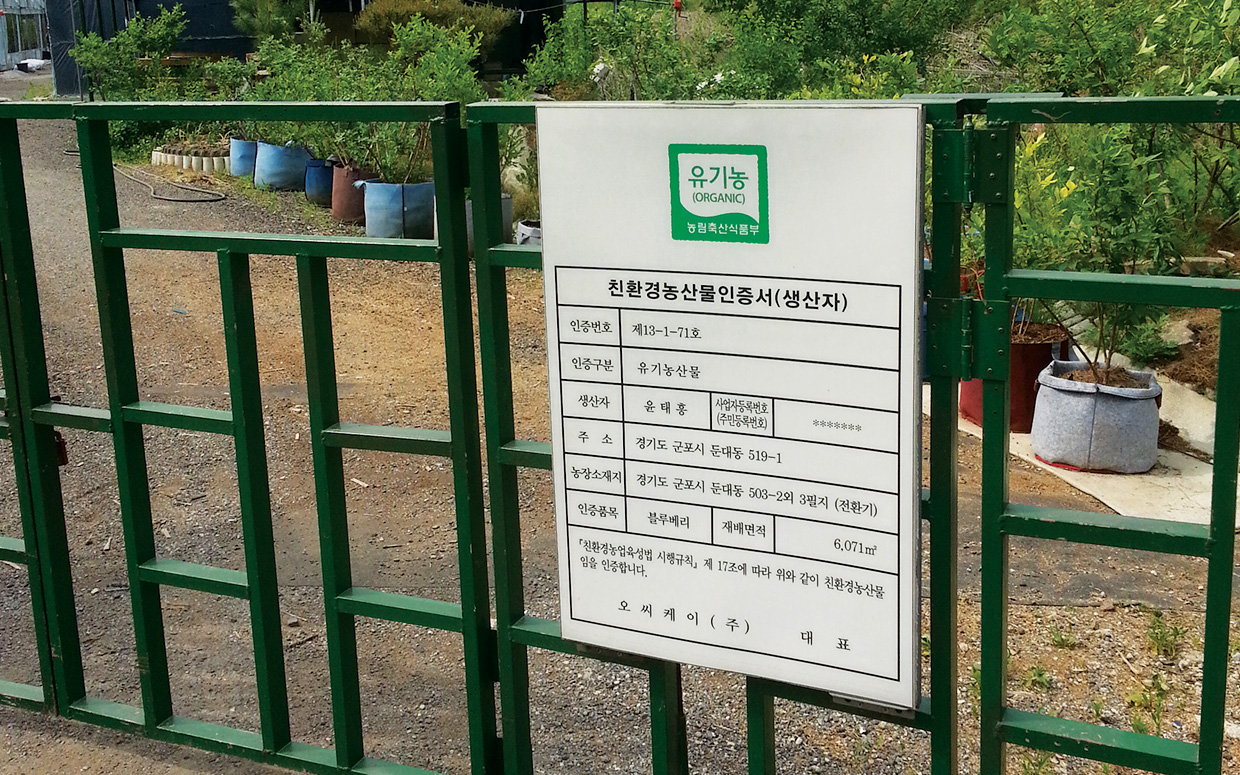 유기농
(ORGANIC)
농림축산식품부
친환경농산물인증서(생산자)
인증번호 제13-1-71호
인증구분 유기농산물
생산자 윤태흥 사업자등록번호 (주민등록번호) *******
주 소 경기도 군포시 둔대동 519-1
농장소재지 경기도 군포시 둔대동 503-2외 3필지 (전환기)
인증품목 블루베리 재배면적 6,071㎡
「친환경농업육성법 시행규칙」 제 17조에 따라 위와 같이 친환경농산물
임을 인증합니다.
오 씨 케 이 ( 주 ) 대 표